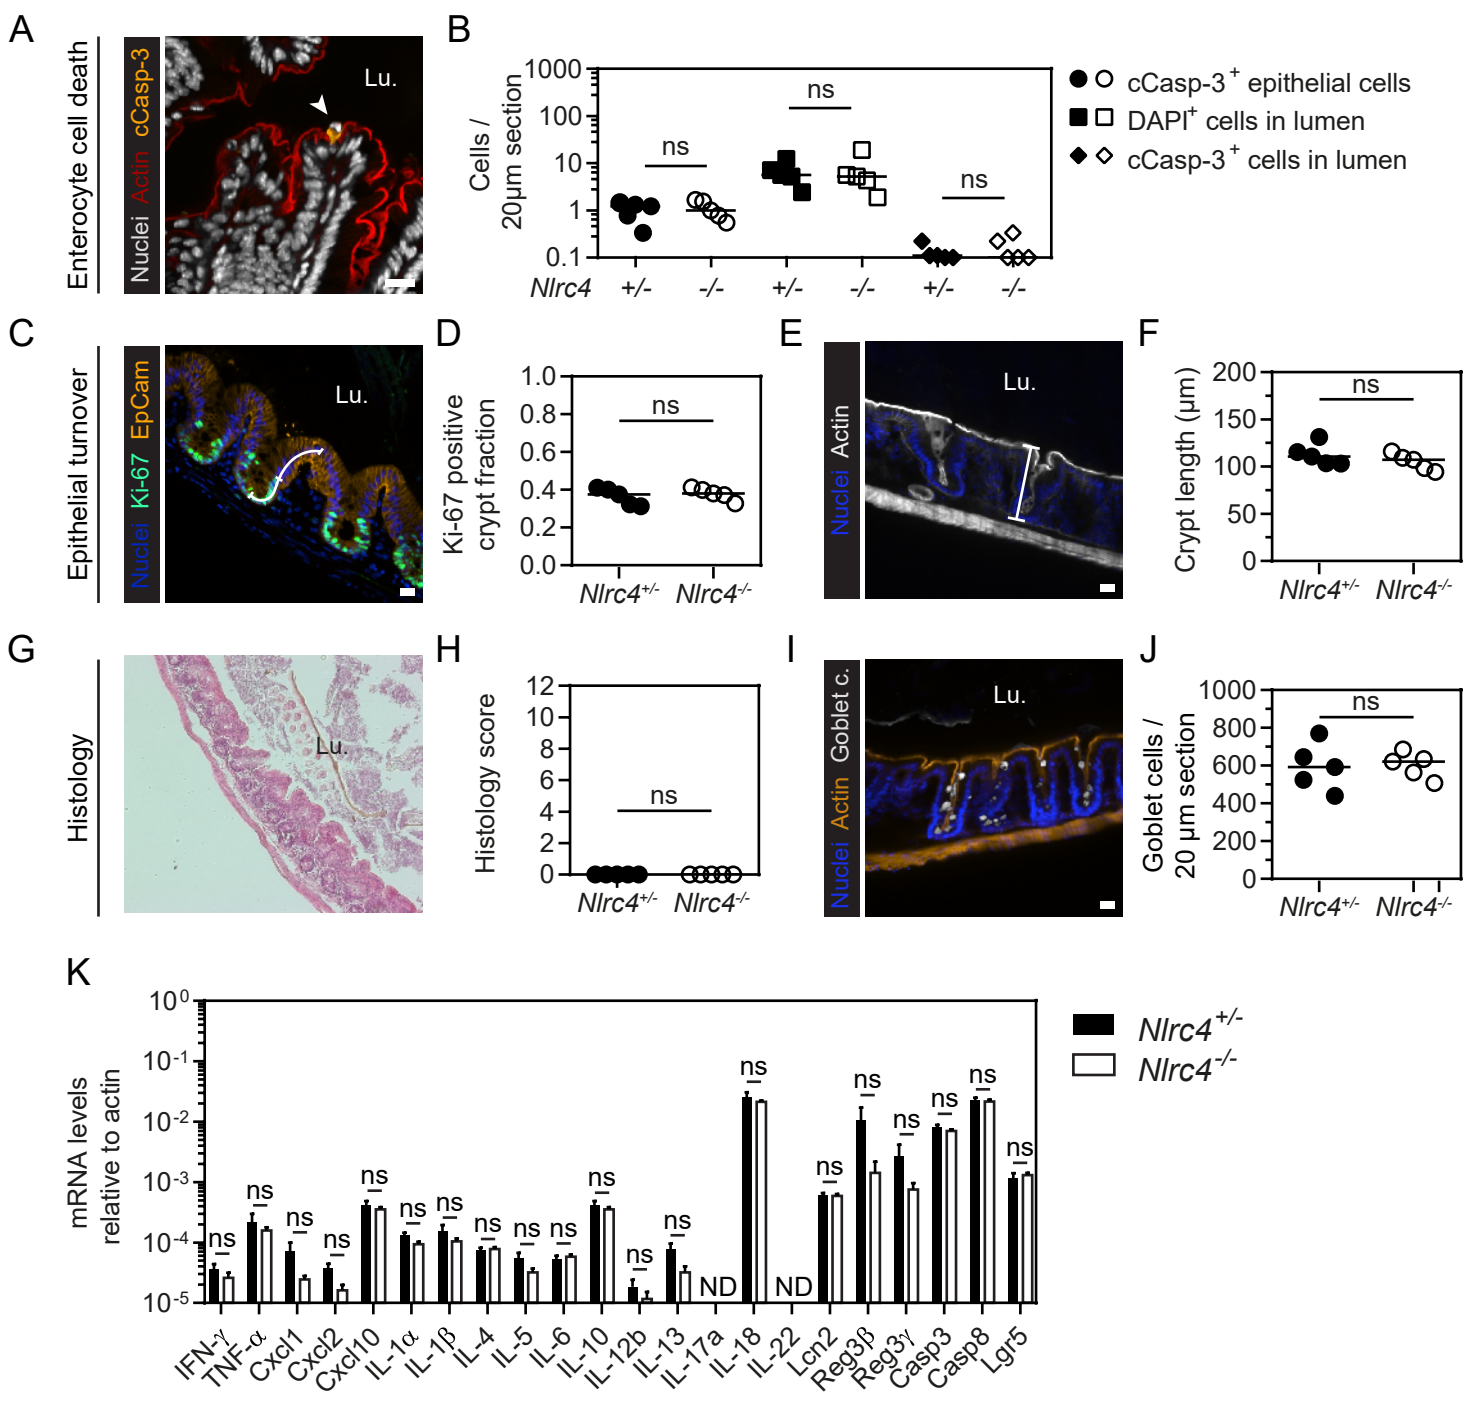 A
Enterocyte cell death
Nuclei Actin cCasp-3
Lu.
B
Cells /
20µm section
1000
100
10
1
0.1
ns
ns
ns
Nlrc4 +/- -/- +/- -/- +/- -/-
cCasp-3+ epithelial cells
DAPI+ cells in lumen
cCasp-3+ cells in lumen
C
Epithelial turnover
Nuclei Ki-67 EpCam
Lu.
D
Ki-67 positive
crypt fraction
1.0
0.8
0.6
0.4
0.2
0.0
ns
Nlrc4+/- Nlrc4-/-
E
Nuclei Actin
Lu.
F
Crypt length (µm)
200
150
100
50
0
ns
Nlrc4+/- Nlrc4-/-
G
Histology
Lu.
H
Histology score
12
10
8
6
4
2
0
ns
Nlrc4+/- Nlrc4-/-
I
Nuclei Actin Goblet c.
Lu.
J
Goblet cells /
20 µm section
1000
800
600
400
200
0
ns
Nlrc4+/- Nlrc4-/-
K
mRNA levels
relative to actin
10⁰
10⁻¹
10⁻²
10⁻³
10⁻⁴
10⁻⁵
ns ns ns ns ns ns ns ns ns ns ns ns ns ND ns ND ns ns ns ns ns ns
IFN-γ TNF-α Cxcl1 Cxcl2 Cxcl10 IL-1α IL-1β IL-4 IL-5 IL-6 IL-10 IL-12b IL-13 IL-17a IL-18 IL-22 Lcn2 Reg3β Reg3γ Casp3 Casp8 Lgr5
Nlrc4+/-
Nlrc4-/-